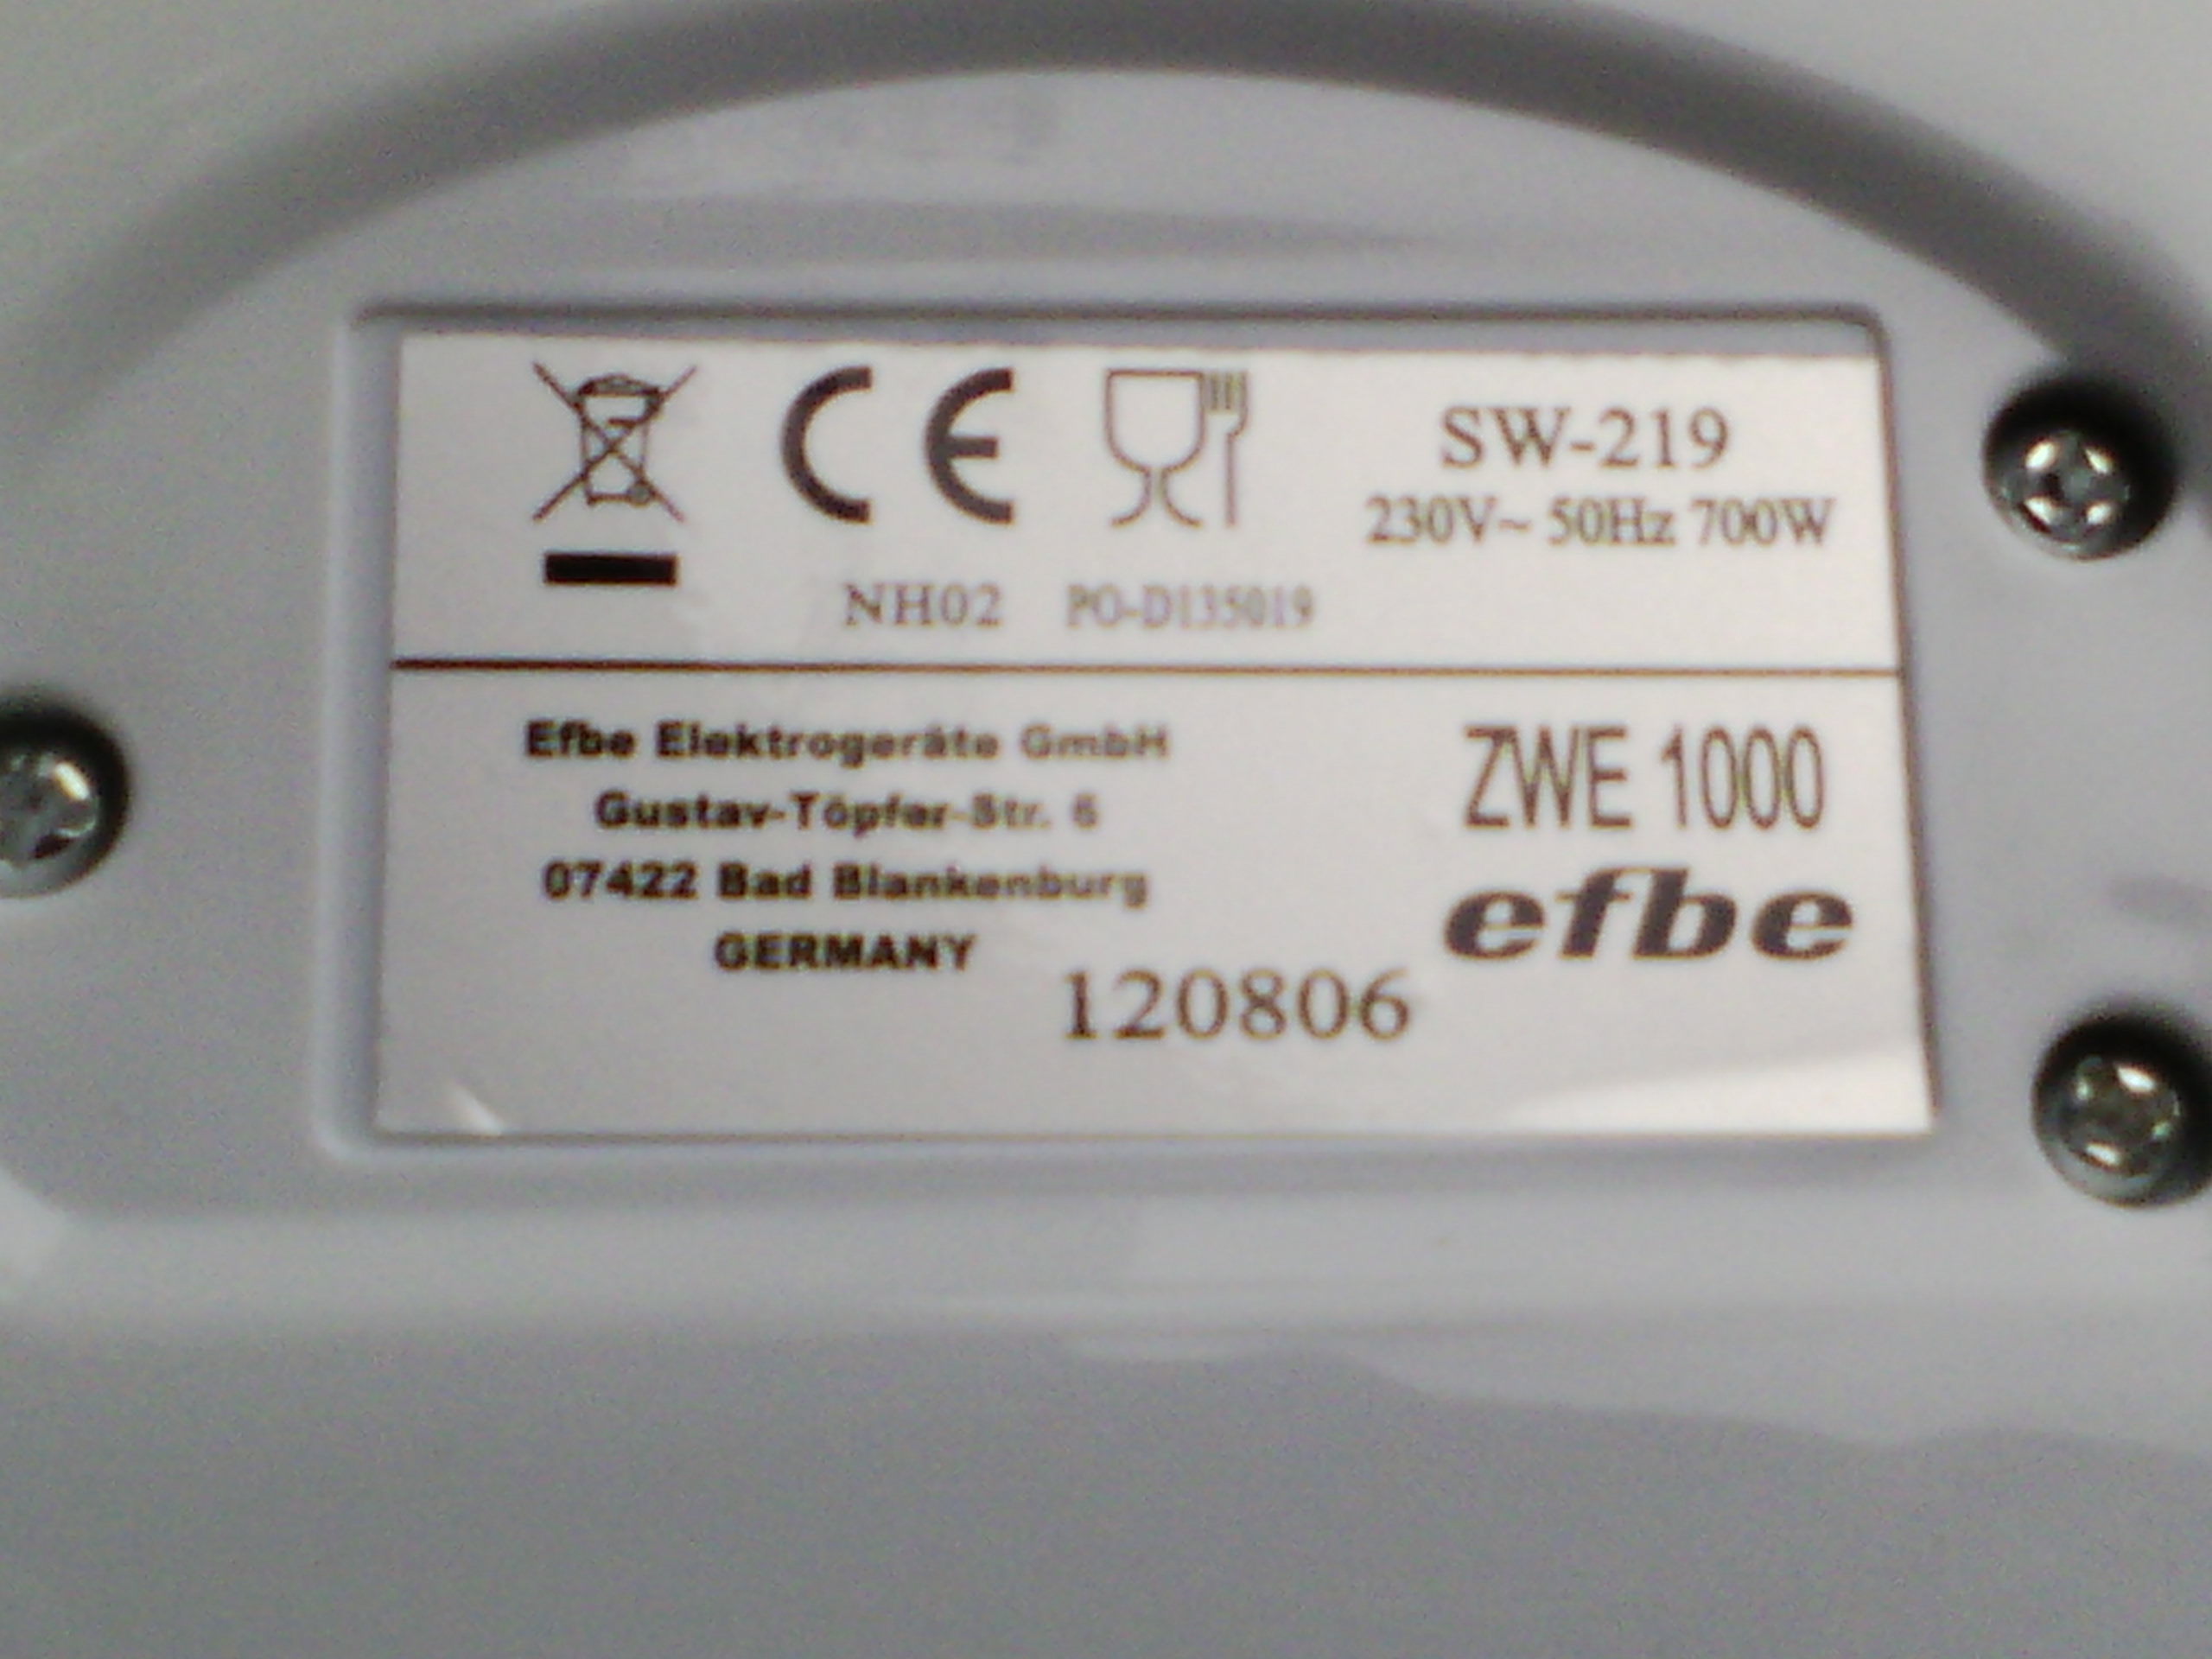 CE
SW-219
230V~ 50Hz 700W
NH02 PO-D135019
Efbe Elektrogeräte GmbH
Gustav-Töpfer-Str. 6
07422 Bad Blankenburg
GERMANY
ZWE 1000
efbe
120806